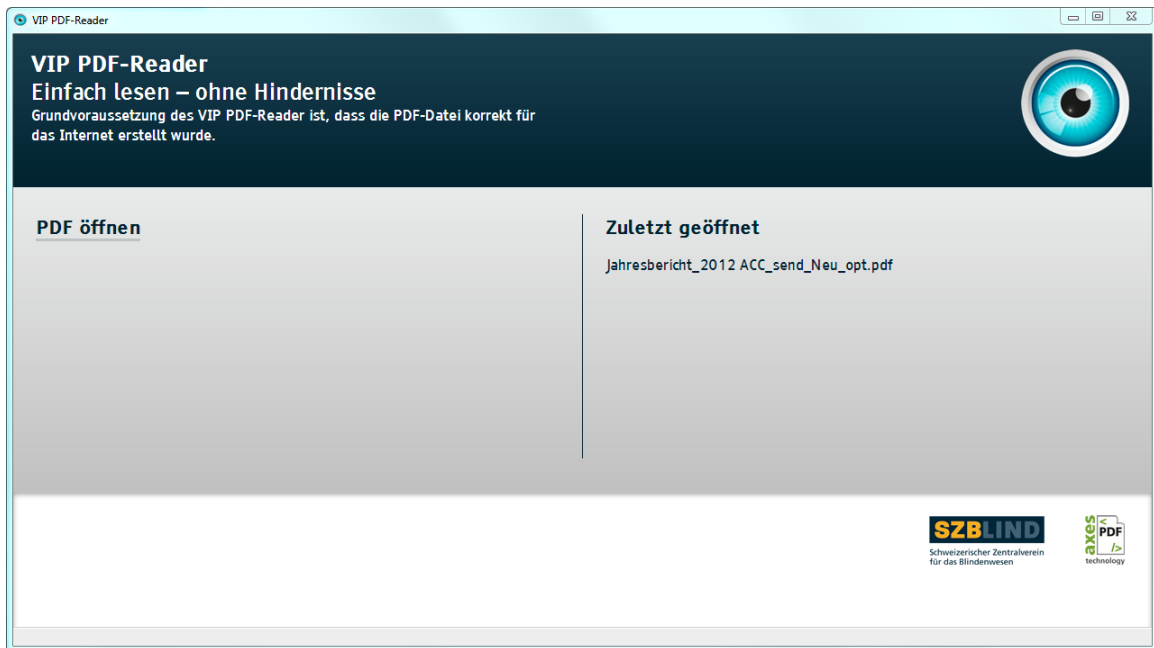 VIP PDF-Reader
VIP PDF-Reader
Einfach lesen – ohne Hindernisse
Grundvoraussetzung des VIP PDF-Reader ist, dass die PDF-Datei korrekt für
das Internet erstellt wurde.
PDF öffnen
Zuletzt geöffnet
Jahresbericht_2012 ACC_send_Neu_opt.pdf
SZBLIND
Schweizerischer Zentralverein
für das Blindenwesen
axes
<
PDF
/>
technology